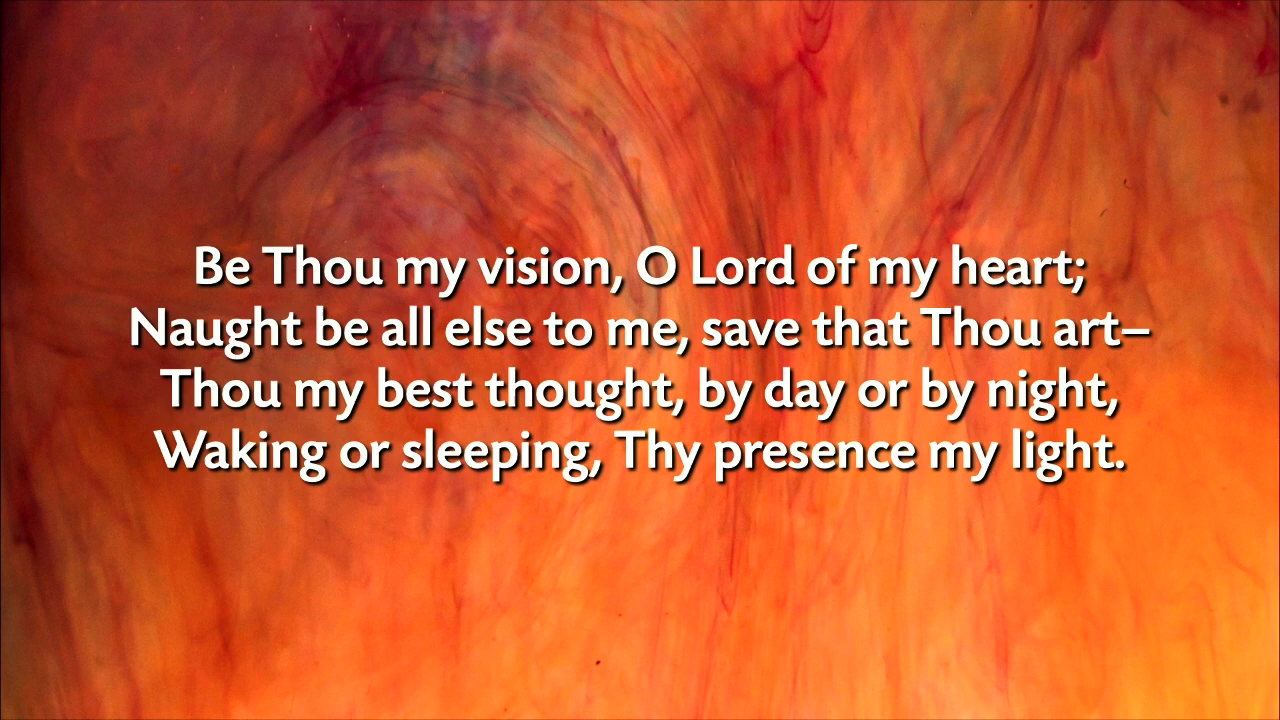 Be Thou my vision, O Lord of my heart;
Naught be all else to me, save that Thou art–
Thou my best thought, by day or by night,
Waking or sleeping, Thy presence my light.